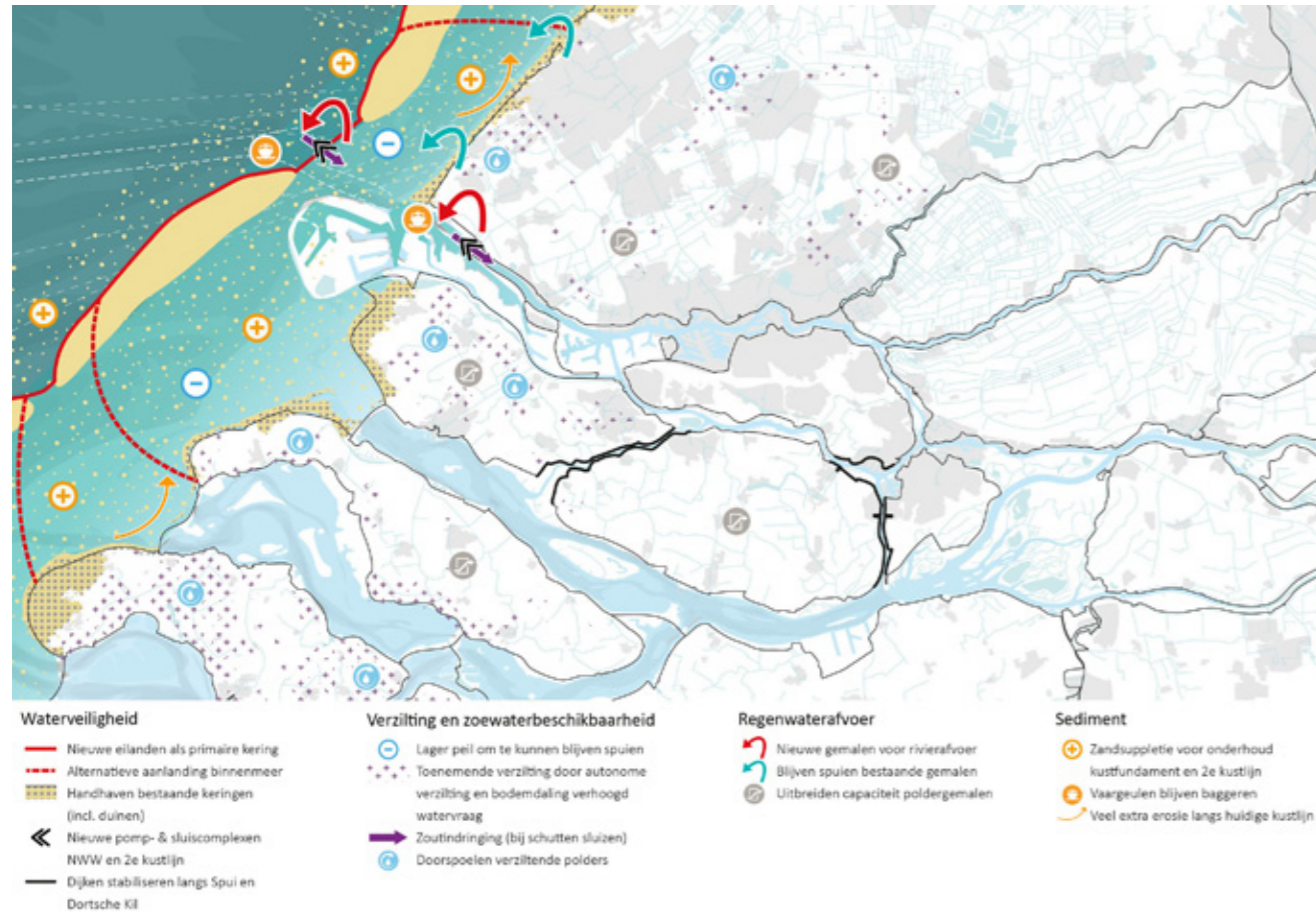 Waterveiligheid
Nieuwe eilanden als primaire kering
Alternatieve aanlanding binnenmeer
Handhaven bestaande keringen
(incl. duinen)
Nieuwe pomp- & sluiscomplexen
NWW en 2e kustlijn
Dijken stabiliseren langs Spui en
Dortsche Kil
Verzilting en zoewaterbeschikbaarheid
Lager peil om te kunnen blijven spuien
Toenemende verzilting door autonome
verzilting en bodemdaling verhoogd
watervraag
Zoutindringing (bij schutten sluizen)
Doorspoelen verziltende polders
Regenwaterafvoer
Nieuwe gemalen voor rivierafvoer
Blijven spuien bestaande gemalen
Uitbreiden capaciteit poldergemalen
Sediment
Zandsuppletie voor onderhoud
kustfundament en 2e kustlijn
Vaargeulen blijven baggeren
Veel extra erosie langs huidige kustlijn